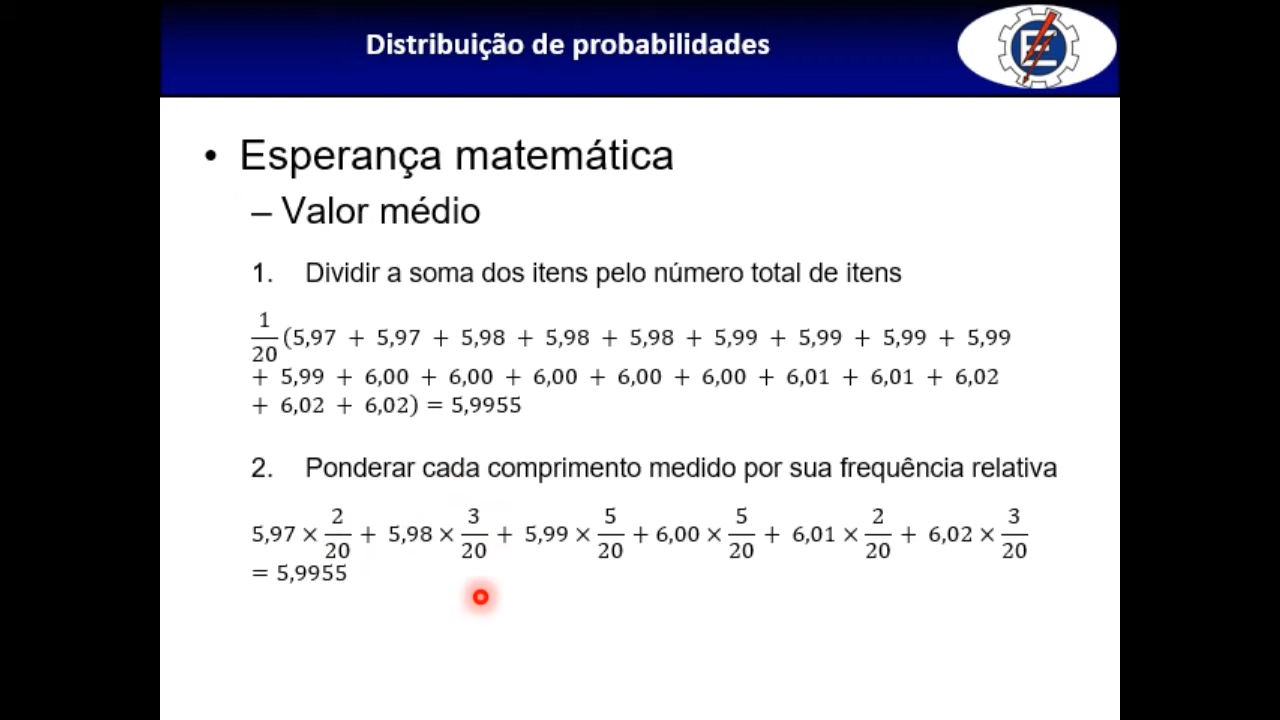 Distribuição de probabilidades
• Esperança matemática
– Valor médio
1. Dividir a soma dos itens pelo número total de itens
1/20 (5,97 + 5,97 + 5,98 + 5,98 + 5,98 + 5,99 + 5,99 + 5,99 + 5,99
+ 5,99 + 6,00 + 6,00 + 6,00 + 6,00 + 6,00 + 6,01 + 6,01 + 6,02
+ 6,02 + 6,02) = 5,9955
2. Ponderar cada comprimento medido por sua frequência relativa
5,97 × 2/20 + 5,98 × 3/20 + 5,99 × 5/20 + 6,00 × 5/20 + 6,01 × 2/20 + 6,02 × 3/20
= 5,9955